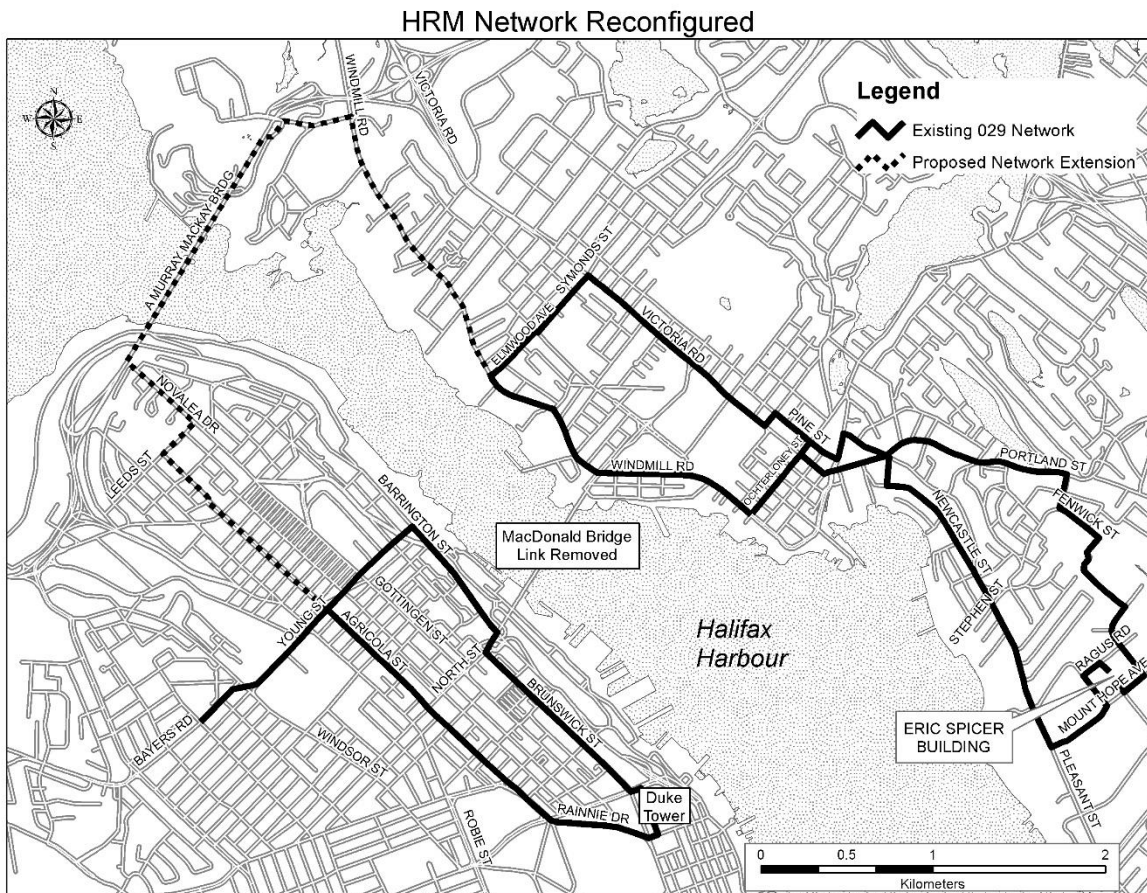 HRM Network Reconfigured
N
W
E
S
WINDMILL RD
VICTORIA RD
Legend
Existing 029 Network
Proposed Network Extension
A MURRAY MACKAY BRDG
ELMWOOD AVE
SYMONDS ST
VICTORIA RD
NOVALEA DR
LEEDS ST
PINE ST
OCHTERLONEY ST
WINDMILL RD
PORTLAND ST
FENWICK ST
BARRINGTON ST
MacDonald Bridge
Link Removed
NEWCASTLE ST
STEPHEN ST
GOTTINGEN ST
YOUNG ST
AGRICOLA ST
NORTH ST
Halifax
Harbour
RAGUS RD
MOUNT HOPE AVE
BRUNSWICK ST
BAYERS RD
WINDSOR ST
ERIC SPICER
BUILDING
PLEASANT ST
Duke
Tower
RAINNIE DR
ROBIE ST
0 0.5 1 2
Kilometers